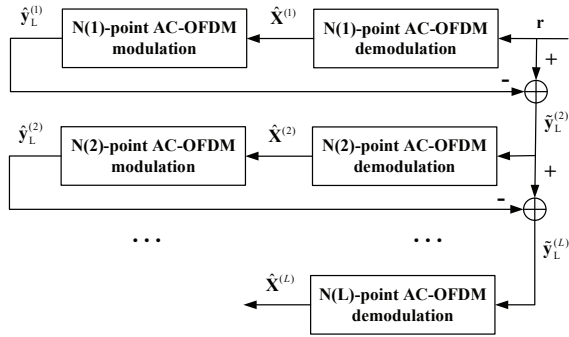 ŷ_L^(1)
N(1)-point AC-OFDM
modulation
X̂^(1)
N(1)-point AC-OFDM
demodulation
r
+
-
ŷ_L^(2)
N(2)-point AC-OFDM
modulation
X̂^(2)
N(2)-point AC-OFDM
demodulation
ỹ_L^(2)
+
-
... ...
ỹ_L^(L)
X̂^(L)
N(L)-point AC-OFDM
demodulation